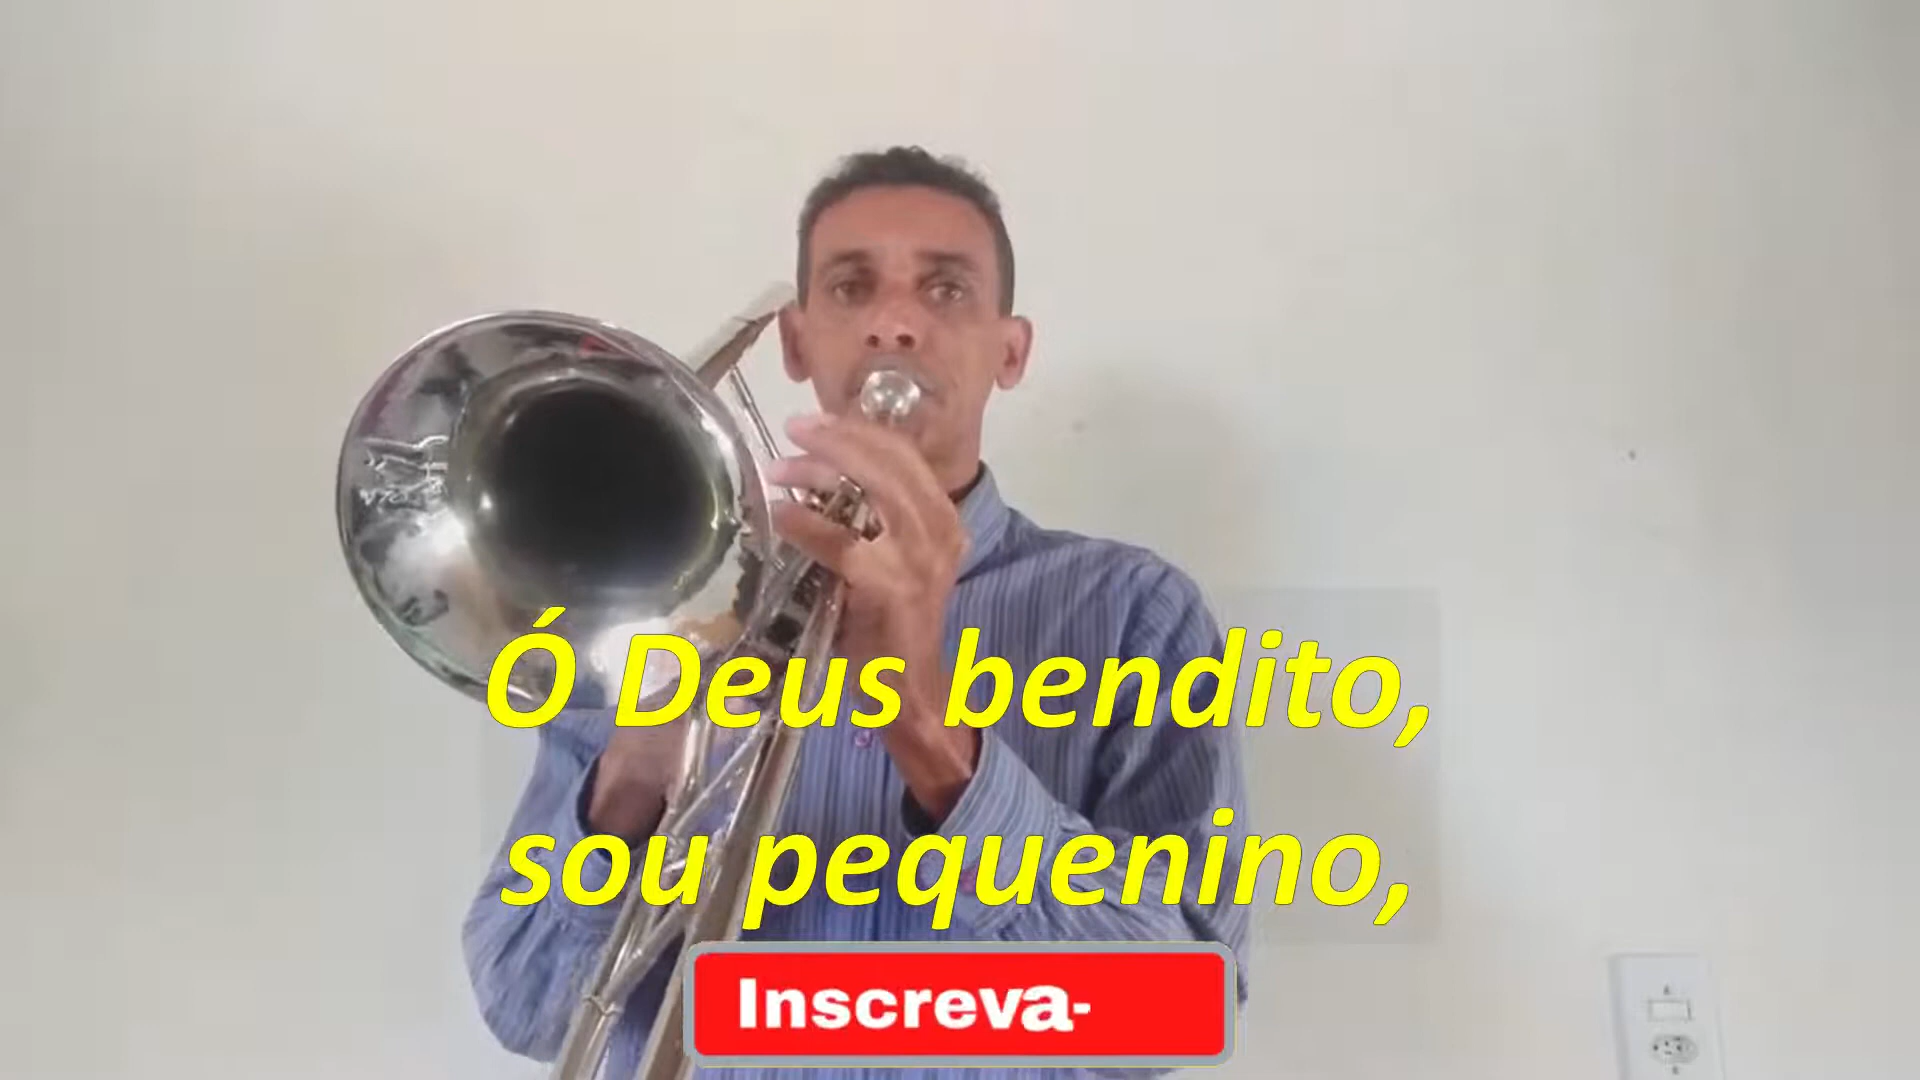 Ó Deus bendito,
sou pequenino,
Inscreva-